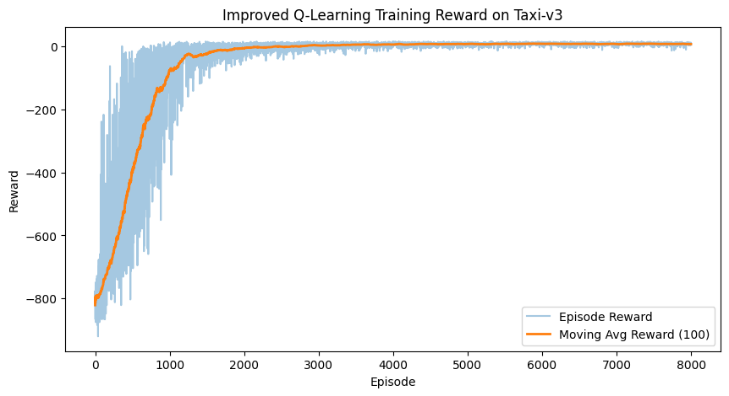 Improved Q-Learning Training Reward on Taxi-v3
0
−200
−400
−600
−800
Reward
0 1000 2000 3000 4000 5000 6000 7000 8000
Episode
Episode Reward
Moving Avg Reward (100)